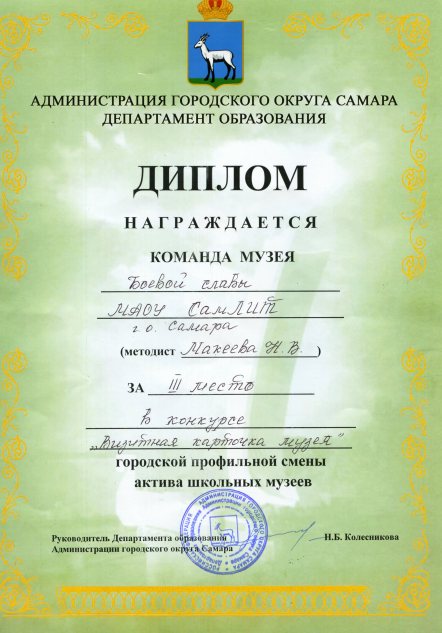 АДМИНИСТРАЦИЯ ГОРОДСКОГО ОКРУГА САМАРА
ДЕПАРТАМЕНТ ОБРАЗОВАНИЯ
ДИПЛОМ
НАГРАЖДАЕТСЯ
КОМАНДА МУЗЕЯ
Боевой славы
МАОУ СамЛИТ
г.о. Самара
(методист Макеева Н.В.)
ЗА III место
в конкурсе
„Визитная карточка музея"
городской профильной смены
актива школьных музеев
Руководитель Департамента образования
Администрации городского округа Самара
Н.Б. Колесникова